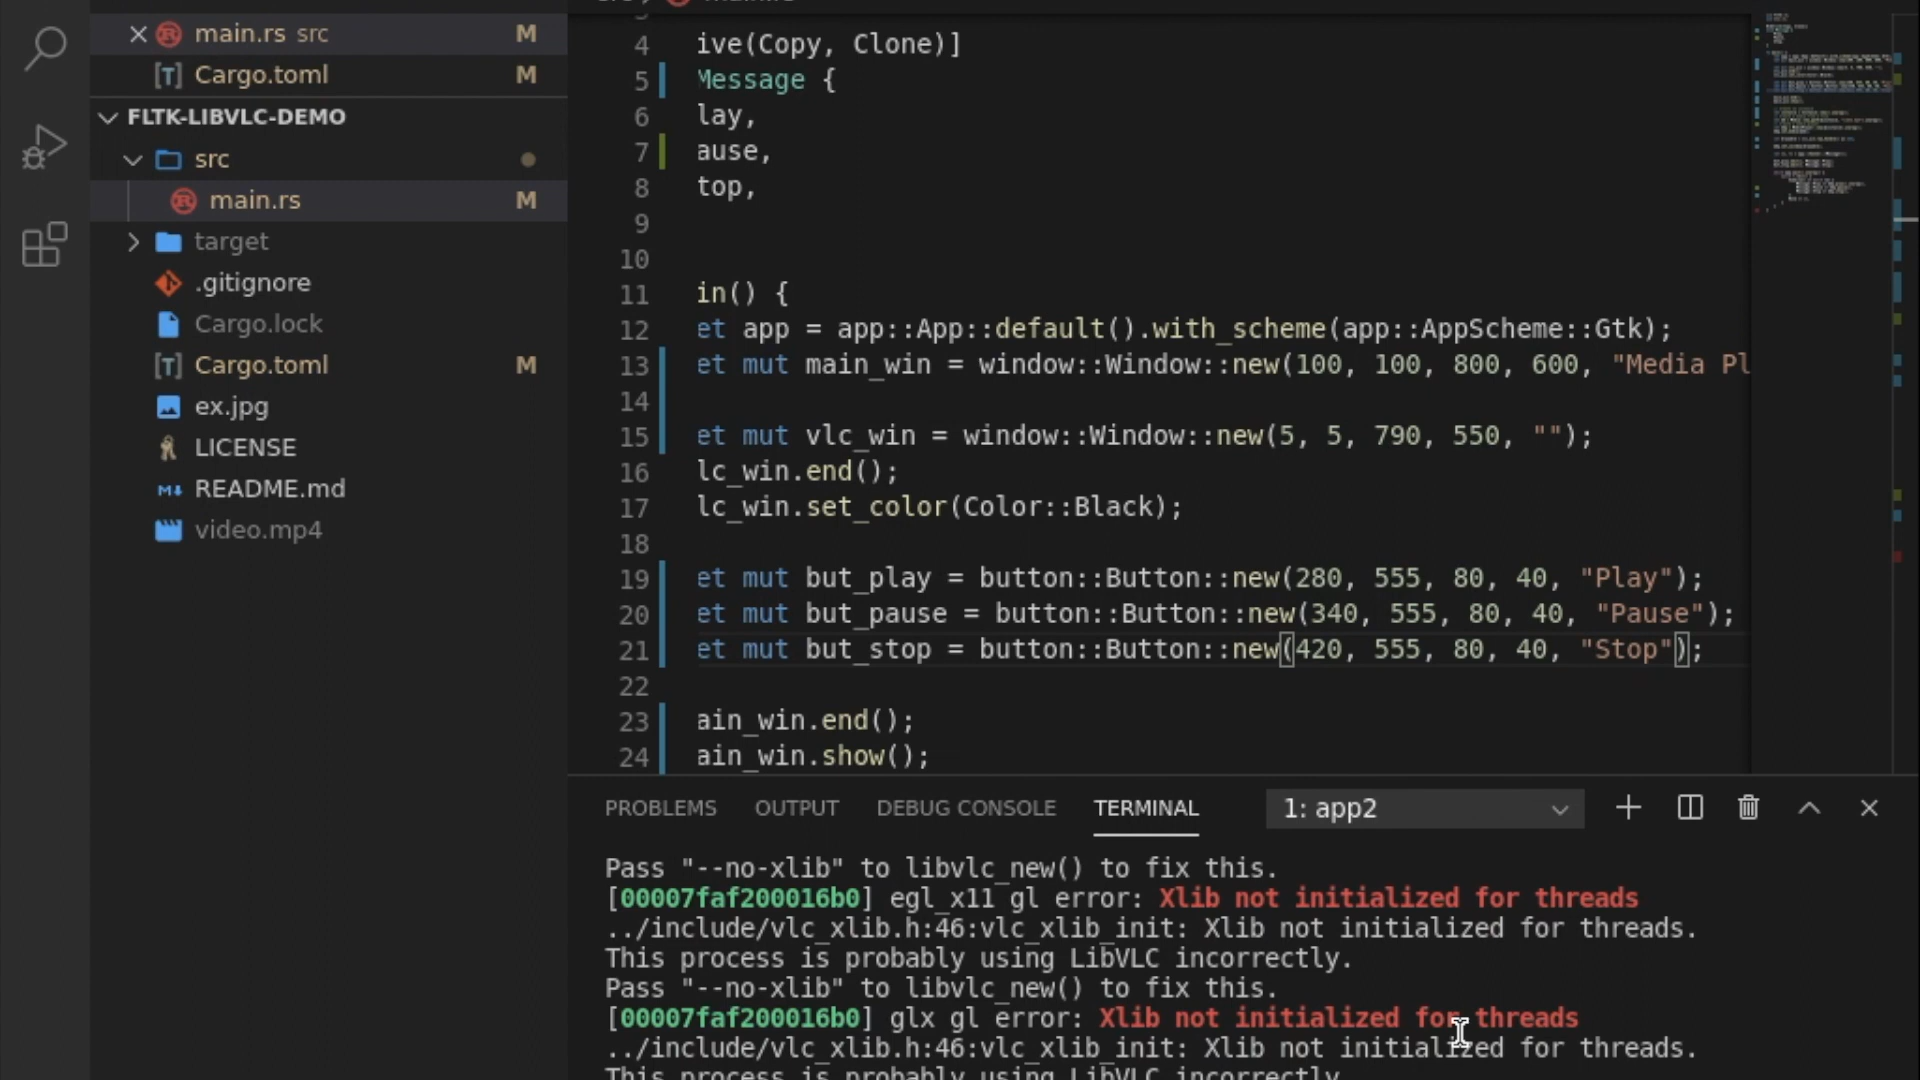 main.rs src M
Cargo.toml M
FLTK-LIBVLC-DEMO
src
main.rs M
target
.gitignore
Cargo.lock
Cargo.toml M
ex.jpg
LICENSE
README.md
video.mp4
4 ive(Copy, Clone)]
5 Message {
6 lay,
7 ause,
8 top,
9
10
11 in() {
12 et app = app::App::default().with_scheme(app::AppScheme::Gtk);
13 et mut main_win = window::Window::new(100, 100, 800, 600, "Media Pl
14
15 et mut vlc_win = window::Window::new(5, 5, 790, 550, "");
16 lc_win.end();
17 lc_win.set_color(Color::Black);
18
19 et mut but_play = button::Button::new(280, 555, 80, 40, "Play");
20 et mut but_pause = button::Button::new(340, 555, 80, 40, "Pause");
21 et mut but_stop = button::Button::new(420, 555, 80, 40, "Stop");
22
23 ain_win.end();
24 ain_win.show();
PROBLEMS OUTPUT DEBUG CONSOLE TERMINAL 1: app2
Pass "--no-xlib" to libvlc_new() to fix this.
[00007faf200016b0] egl_x11 gl error: Xlib not initialized for threads
../include/vlc_xlib.h:46:vlc_xlib_init: Xlib not initialized for threads.
This process is probably using LibVLC incorrectly.
Pass "--no-xlib" to libvlc_new() to fix this.
[00007faf200016b0] glx gl error: Xlib not initialized for threads
../include/vlc_xlib.h:46:vlc_xlib_init: Xlib not initialized for threads.
This process is probably using LibVLC incorrectly.